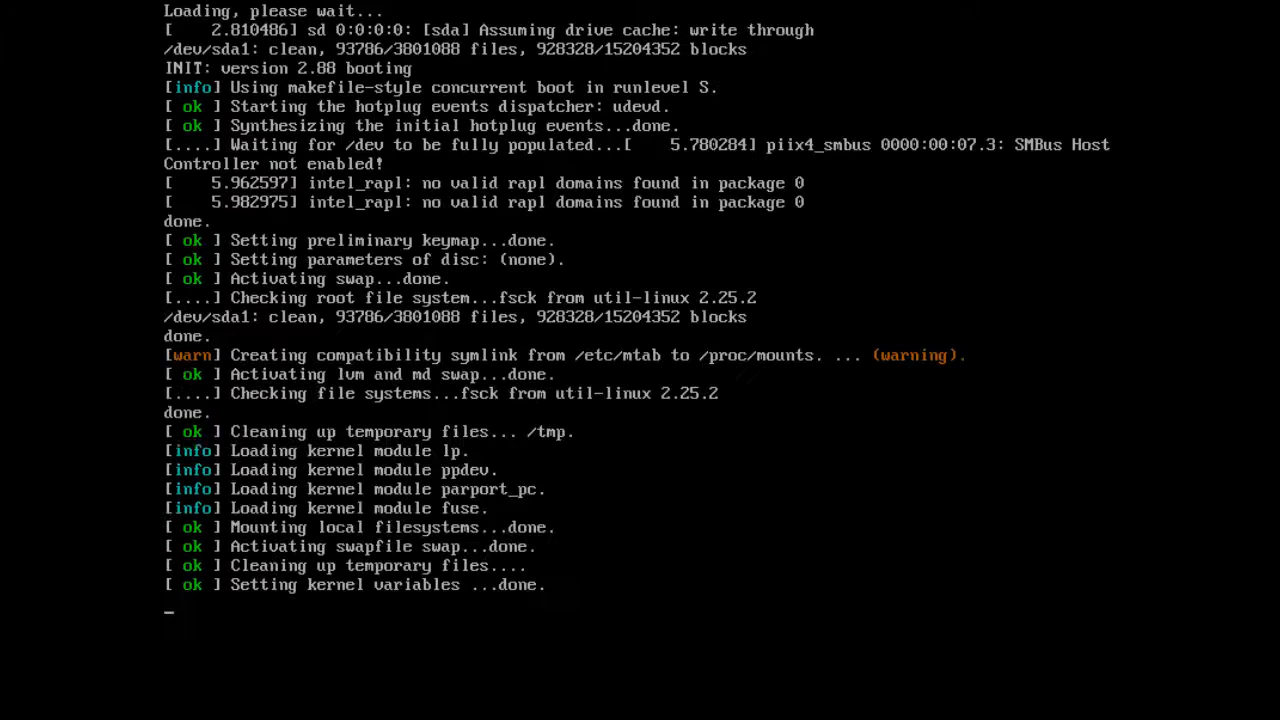 Loading, please wait...
[    2.810486] sd 0:0:0:0: [sda] Assuming drive cache: write through
/dev/sda1: clean, 93786/3801088 files, 928328/15204352 blocks
INIT: version 2.88 booting
[info] Using makefile-style concurrent boot in runlevel S.
[ ok ] Starting the hotplug events dispatcher: udevd.
[ ok ] Synthesizing the initial hotplug events...done.
[....] Waiting for /dev to be fully populated...[    5.780284] piix4_smbus 0000:00:07.3: SMBus Host
Controller not enabled!
[    5.962597] intel_rapl: no valid rapl domains found in package 0
[    5.982975] intel_rapl: no valid rapl domains found in package 0
done.
[ ok ] Setting preliminary keymap...done.
[ ok ] Setting parameters of disc: (none).
[ ok ] Activating swap...done.
[....] Checking root file system...fsck from util-linux 2.25.2
/dev/sda1: clean, 93786/3801088 files, 928328/15204352 blocks
done.
[warn] Creating compatibility symlink from /etc/mtab to /proc/mounts. ... (warning).
[ ok ] Activating lvm and md swap...done.
[....] Checking file systems...fsck from util-linux 2.25.2
done.
[ ok ] Cleaning up temporary files... /tmp.
[info] Loading kernel module lp.
[info] Loading kernel module ppdev.
[info] Loading kernel module parport_pc.
[info] Loading kernel module fuse.
[ ok ] Mounting local filesystems...done.
[ ok ] Activating swapfile swap...done.
[ ok ] Cleaning up temporary files....
[ ok ] Setting kernel variables ...done.